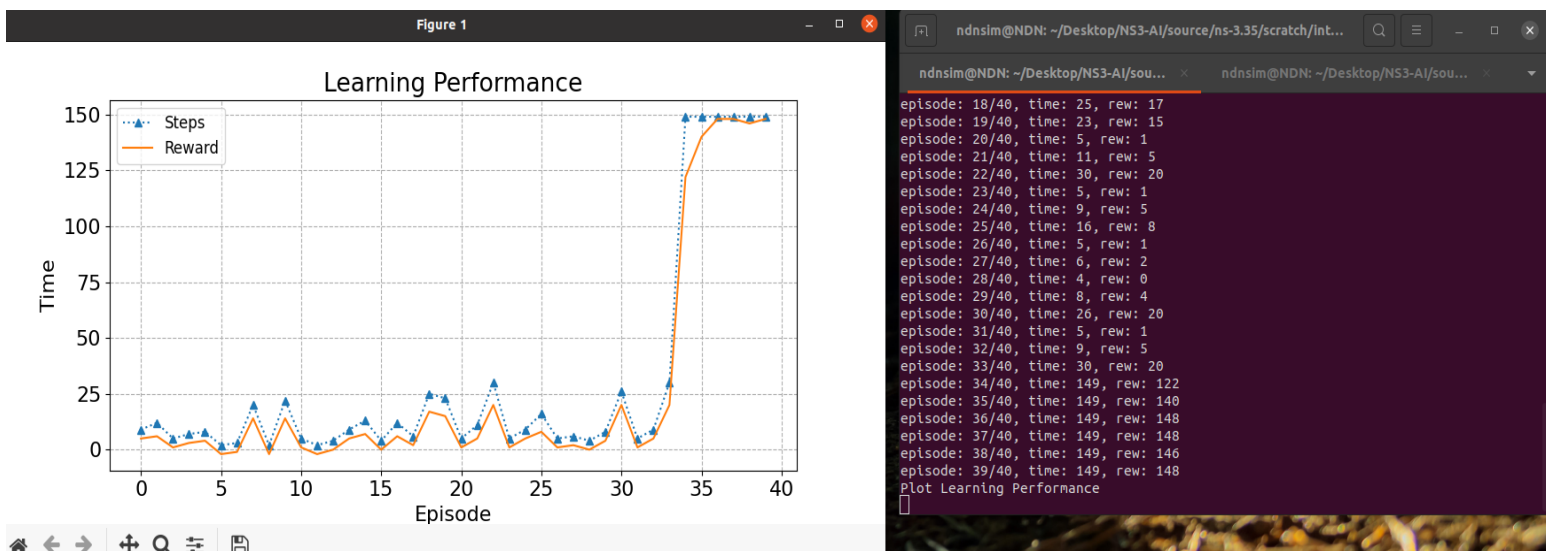 Figure 1
Learning Performance
Steps
Reward
150
125
100
75
50
25
0
Time
0 5 10 15 20 25 30 35 40
Episode
ndnsim@NDN: ~/Desktop/NS3-AI/source/ns-3.35/scratch/int...
ndnsim@NDN: ~/Desktop/NS3-AI/sou...
ndnsim@NDN: ~/Desktop/NS3-AI/sou...
episode: 18/40, time: 25, rew: 17
episode: 19/40, time: 23, rew: 15
episode: 20/40, time: 5, rew: 1
episode: 21/40, time: 11, rew: 5
episode: 22/40, time: 30, rew: 20
episode: 23/40, time: 5, rew: 1
episode: 24/40, time: 9, rew: 5
episode: 25/40, time: 16, rew: 8
episode: 26/40, time: 5, rew: 1
episode: 27/40, time: 6, rew: 2
episode: 28/40, time: 4, rew: 0
episode: 29/40, time: 8, rew: 4
episode: 30/40, time: 26, rew: 20
episode: 31/40, time: 5, rew: 1
episode: 32/40, time: 9, rew: 5
episode: 33/40, time: 30, rew: 20
episode: 34/40, time: 149, rew: 122
episode: 35/40, time: 149, rew: 140
episode: 36/40, time: 149, rew: 148
episode: 37/40, time: 149, rew: 148
episode: 38/40, time: 149, rew: 146
episode: 39/40, time: 149, rew: 148
Plot Learning Performance